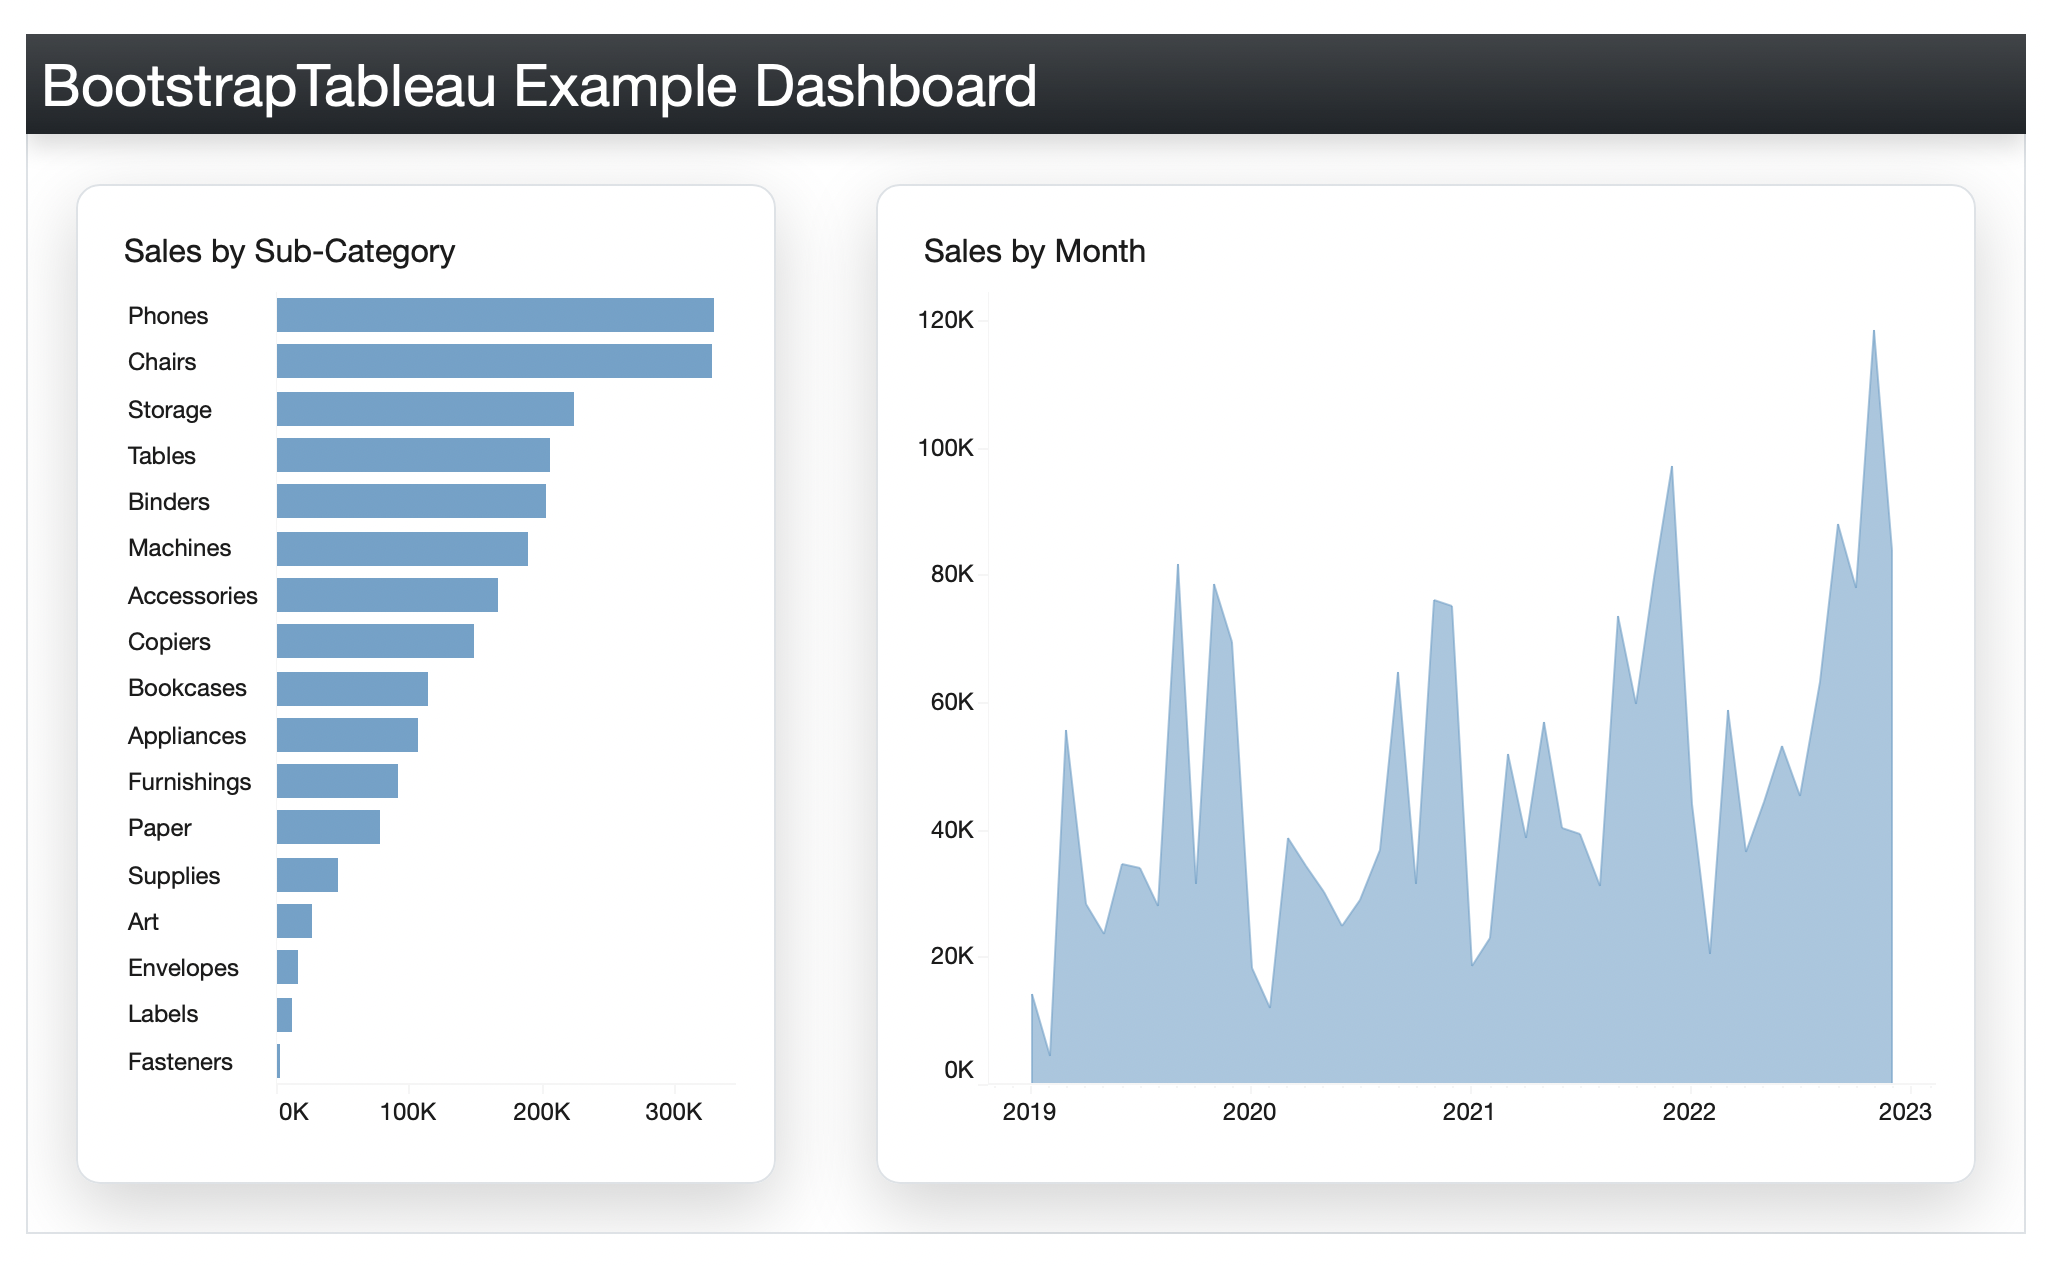 BootstrapTableau Example Dashboard
Sales by Sub-Category
Phones
Chairs
Storage
Tables
Binders
Machines
Accessories
Copiers
Bookcases
Appliances
Furnishings
Paper
Supplies
Art
Envelopes
Labels
Fasteners
0K 100K 200K 300K
Sales by Month
120K
100K
80K
60K
40K
20K
0K
2019 2020 2021 2022 2023